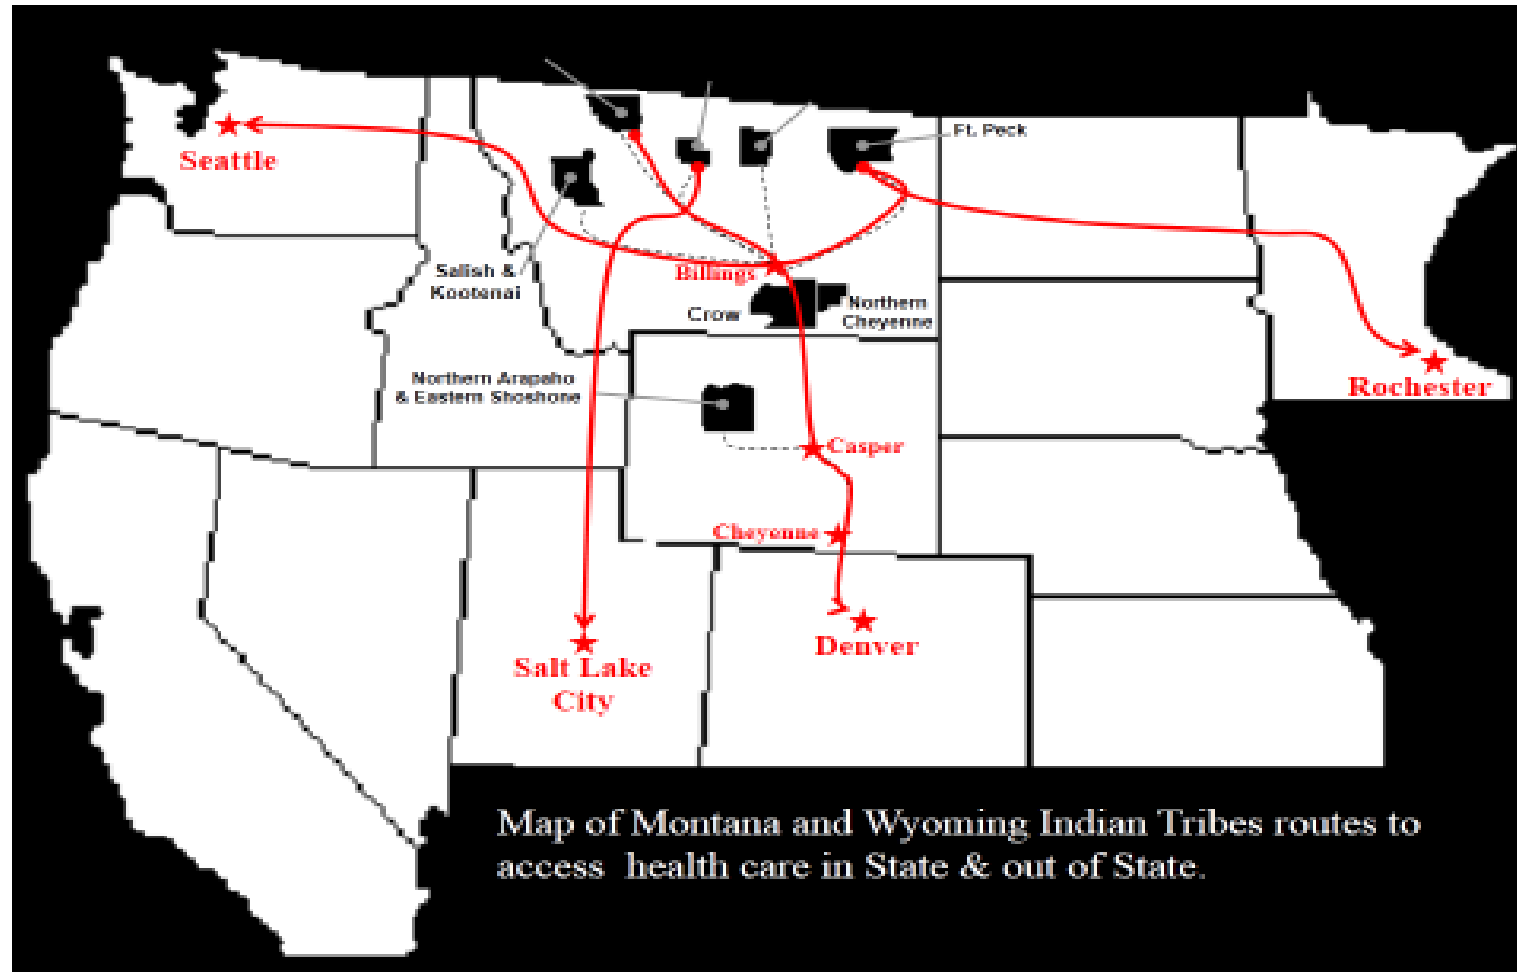 Ft. Peck
Seattle
Salish &
Kootenai
Billings
Crow
Northern
Cheyenne
Northern Arapaho
& Eastern Shoshone
Rochester
Casper
Cheyenne
Denver
Salt Lake
City
Map of Montana and Wyoming Indian Tribes routes to
access  health care in State & out of State.